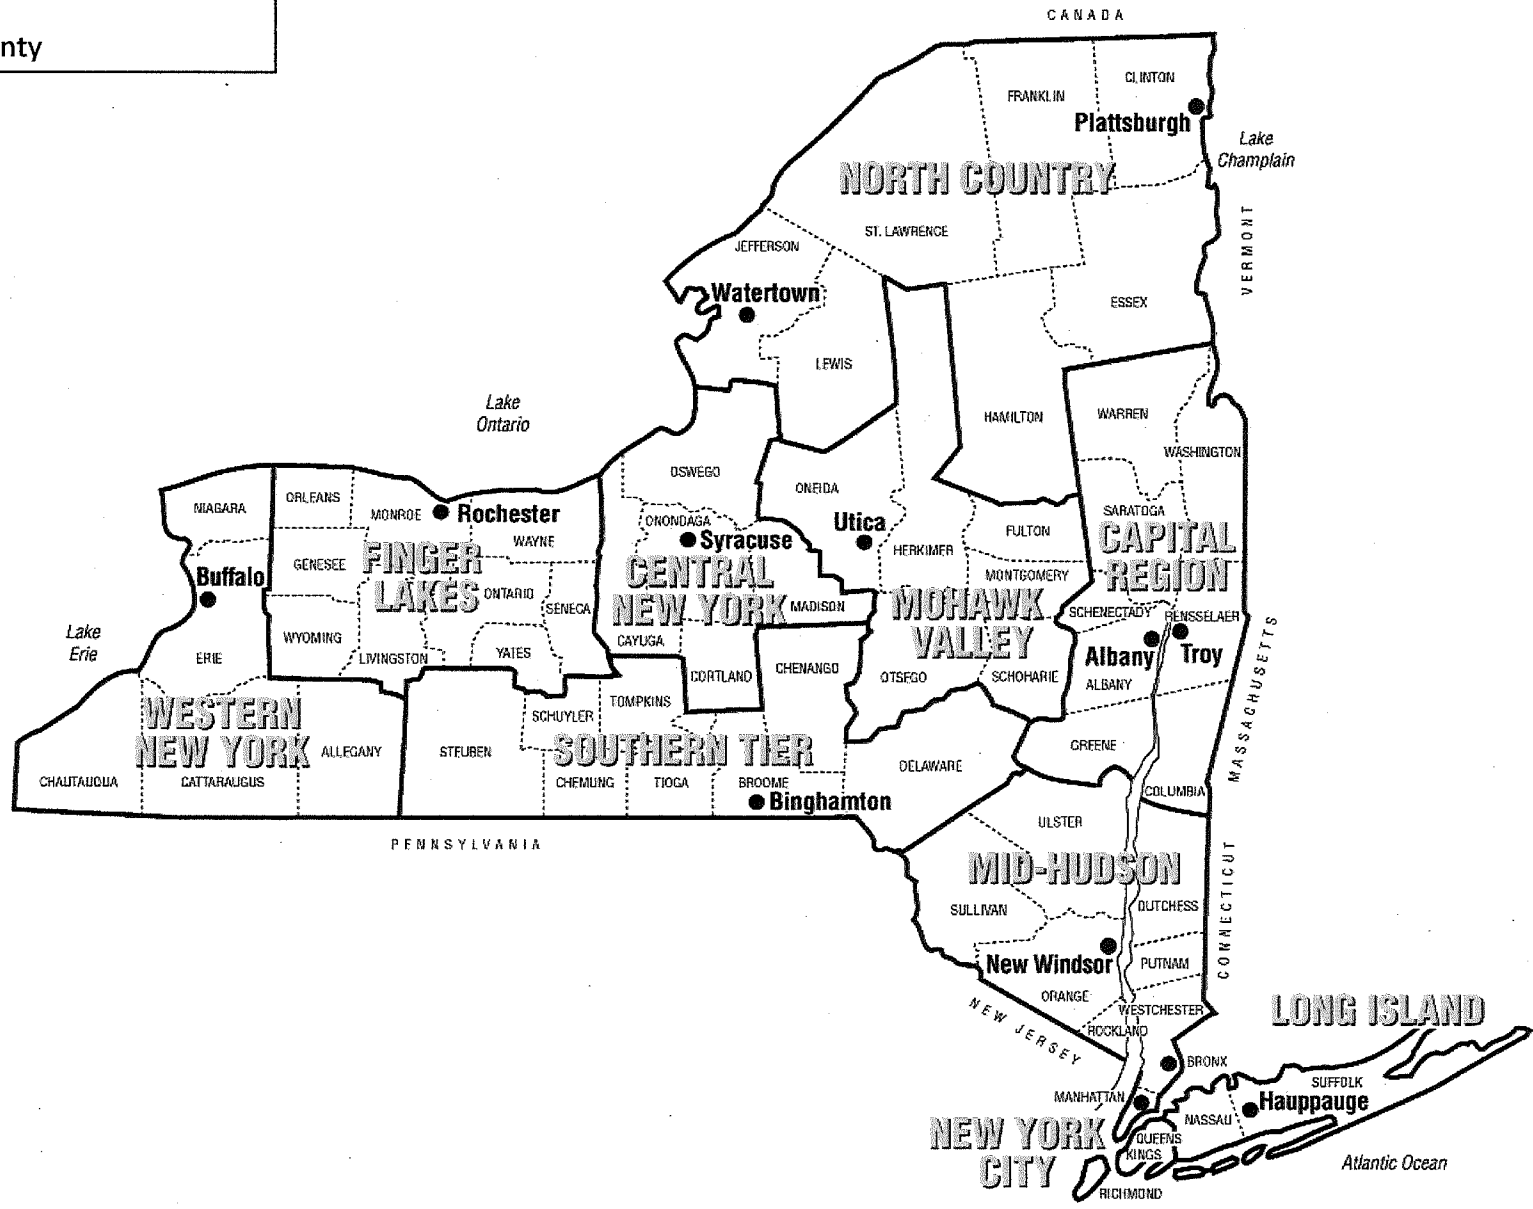 nty
CANADA
CLINTON
FRANKLIN
Plattsburgh
Lake
Champlain
NORTH COUNTRY
ST. LAWRENCE
JEFFERSON
VERMONT
Watertown
ESSEX
LEWIS
Lake
Ontario
HAMILTON
WARREN
WASHINGTON
OSWEGO
ONEIDA
NIAGARA
ORLEANS
MONROE
Rochester
WAYNE
ONONDAGA
Syracuse
Utica
HERKIMER
FULTON
SARATOGA
CAPITAL
REGION
GENESEE
FINGER
LAKES
ONTARIO
SENECA
CENTRAL
NEW YORK
MADISON
MONTGOMERY
MOHAWK
VALLEY
SCHENECTADY
RENSSELAER
Buffalo
Lake
Erie
ERIE
WYOMING
LIVINGSTON
YATES
CAYUGA
CORTLAND
CHENANGO
OTSEGO
SCHOHARIE
Albany
Troy
ALBANY
MASSACHUSETTS
WESTERN
NEW YORK
CHAUTAUQUA
CATTARAUGUS
ALLEGANY
STEUBEN
SCHUYLER
TOMPKINS
SOUTHERN TIER
CHEMUNG
TIOGA
BROOME
Binghamton
DELAWARE
GREENE
COLUMBIA
PENNSYLVANIA
ULSTER
MID-HUDSON
SULLIVAN
DUTCHESS
CONNECTICUT
New Windsor
PUTNAM
ORANGE
WESTCHESTER
ROCKLAND
NEW JERSEY
LONG ISLAND
BRONX
MANHATTAN
SUFFOLK
Hauppauge
NASSAU
NEW YORK
CITY
QUEENS
KINGS
RICHMOND
Atlantic Ocean